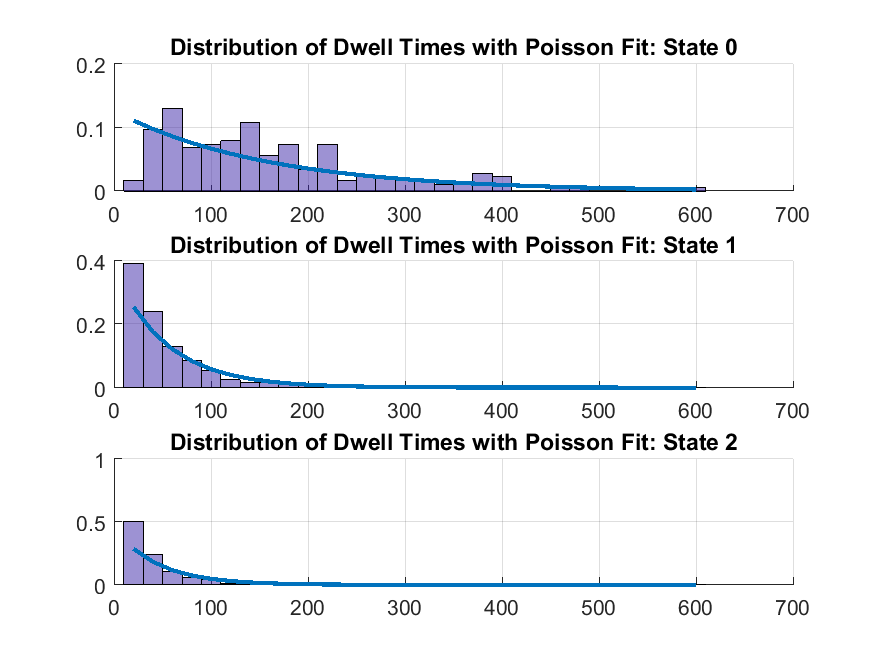 Distribution of Dwell Times with Poisson Fit: State 0
0.2
0.1
0
0 100 200 300 400 500 600 700
Distribution of Dwell Times with Poisson Fit: State 1
0.4
0.2
0
0 100 200 300 400 500 600 700
Distribution of Dwell Times with Poisson Fit: State 2
1
0.5
0
0 100 200 300 400 500 600 700